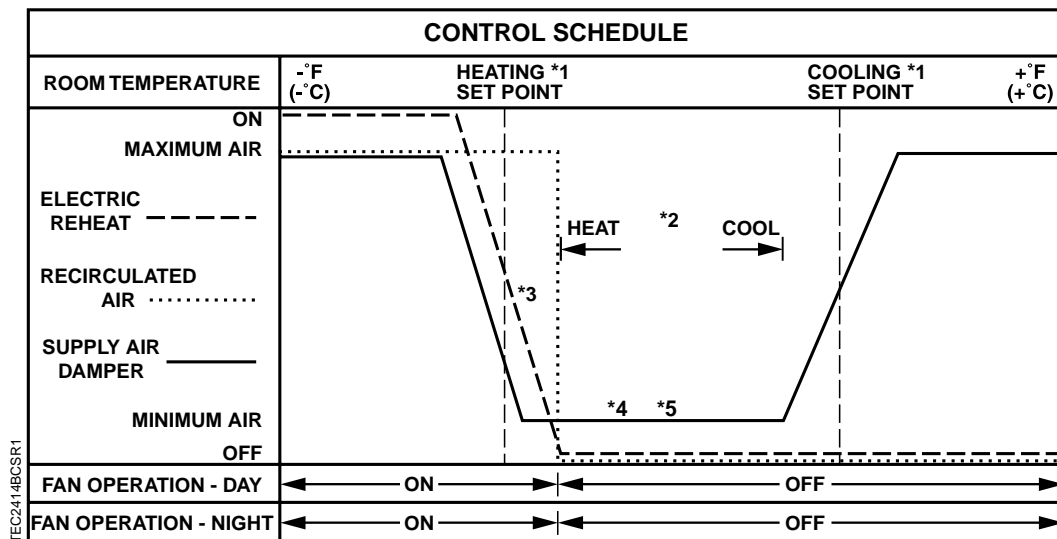 CONTROL SCHEDULE
ROOM TEMPERATURE
-°F
(-°C)
HEATING *1
SET POINT
COOLING *1
SET POINT
+°F
(+°C)
ON
MAXIMUM AIR
ELECTRIC
REHEAT
HEAT
*2
COOL
RECIRCULATED
AIR
*3
SUPPLY AIR
DAMPER
MINIMUM AIR
*4
*5
OFF
TEC2414BCSR1
FAN OPERATION - DAY
ON
OFF
FAN OPERATION - NIGHT
ON
OFF